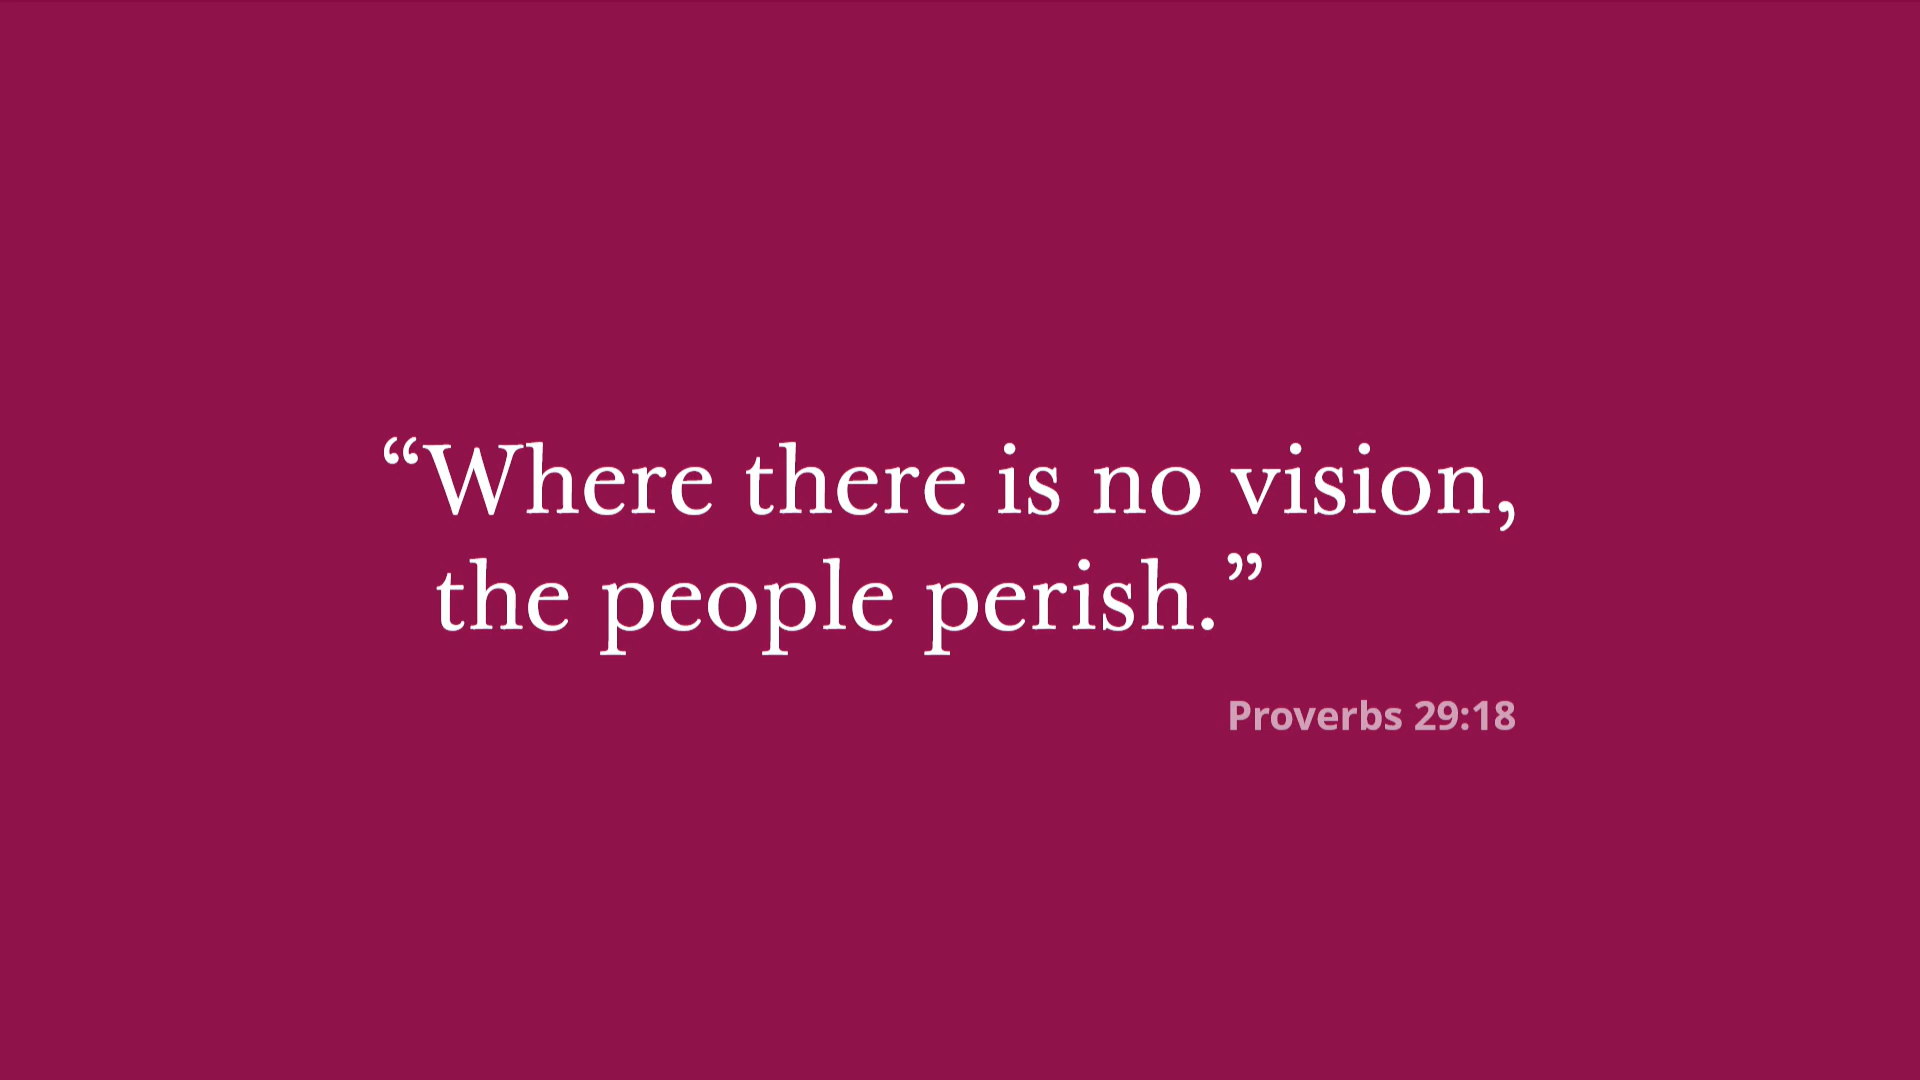 “Where there is no vision,
the people perish.”
Proverbs 29:18